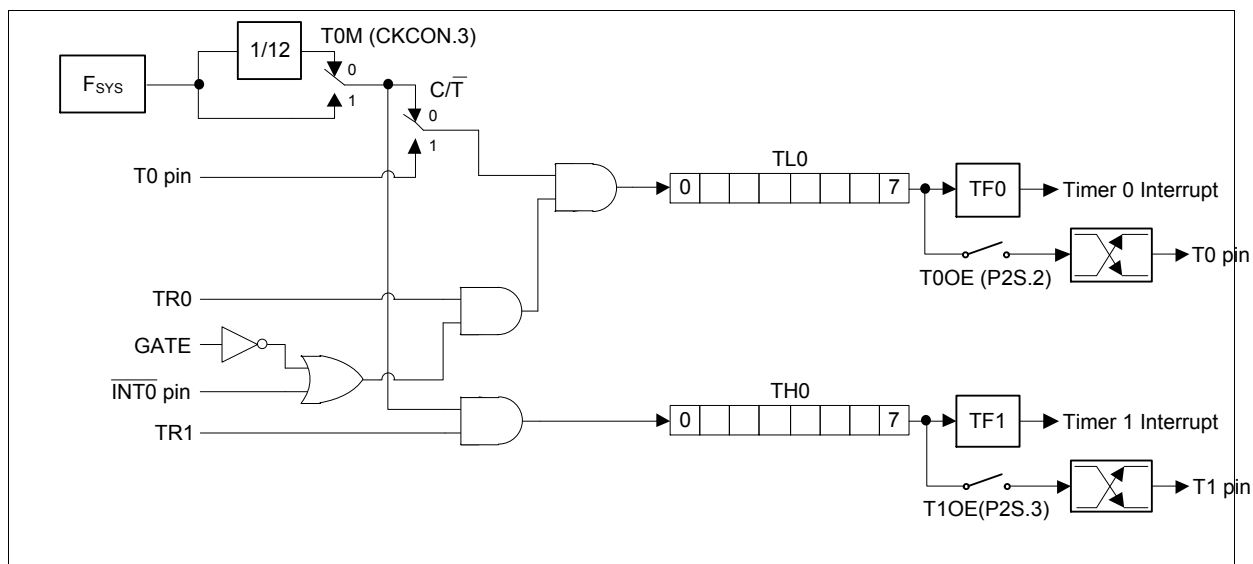 T0M (CKCON.3)
1/12
FSYS
0
1
C/T̅
0
1
T0 pin
TL0
0 7
TF0
Timer 0 Interrupt
T0OE (P2S.2)
T0 pin
TR0
GATE
I̅N̅T̅0̅ pin
TR1
TH0
0 7
TF1
Timer 1 Interrupt
T1OE(P2S.3)
T1 pin